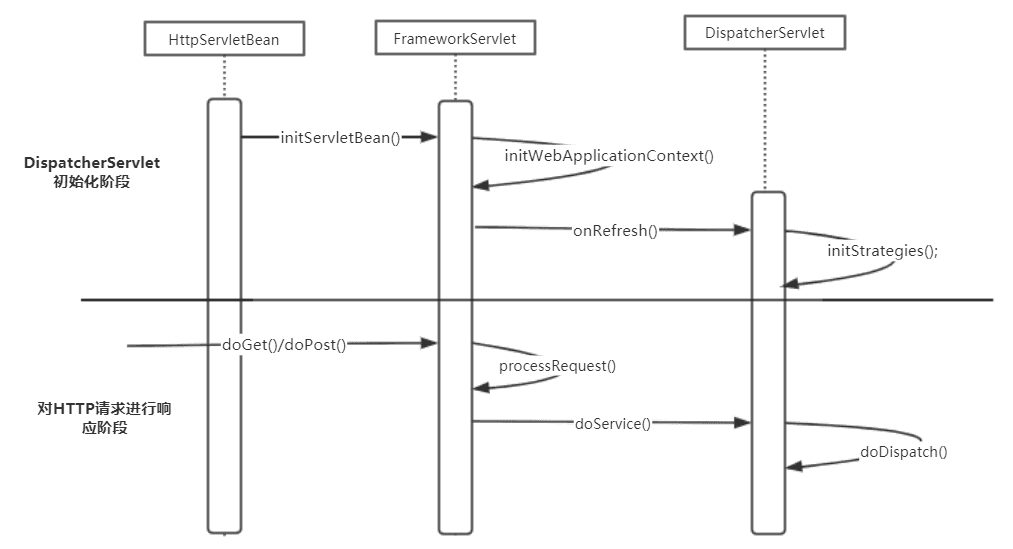 HttpServletBean
FrameworkServlet
DispatcherServlet
initServletBean()
initWebApplicationContext()
DispatcherServlet
初始化阶段
onRefresh()
initStrategies();
doGet()/doPost()
processRequest()
对HTTP请求进行响
应阶段
doService()
doDispatch()